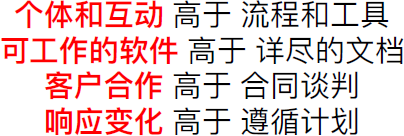 个体和互动 高于 流程和工具
可工作的软件 高于 详尽的文档
客户合作 高于 合同谈判
响应变化 高于 遵循计划